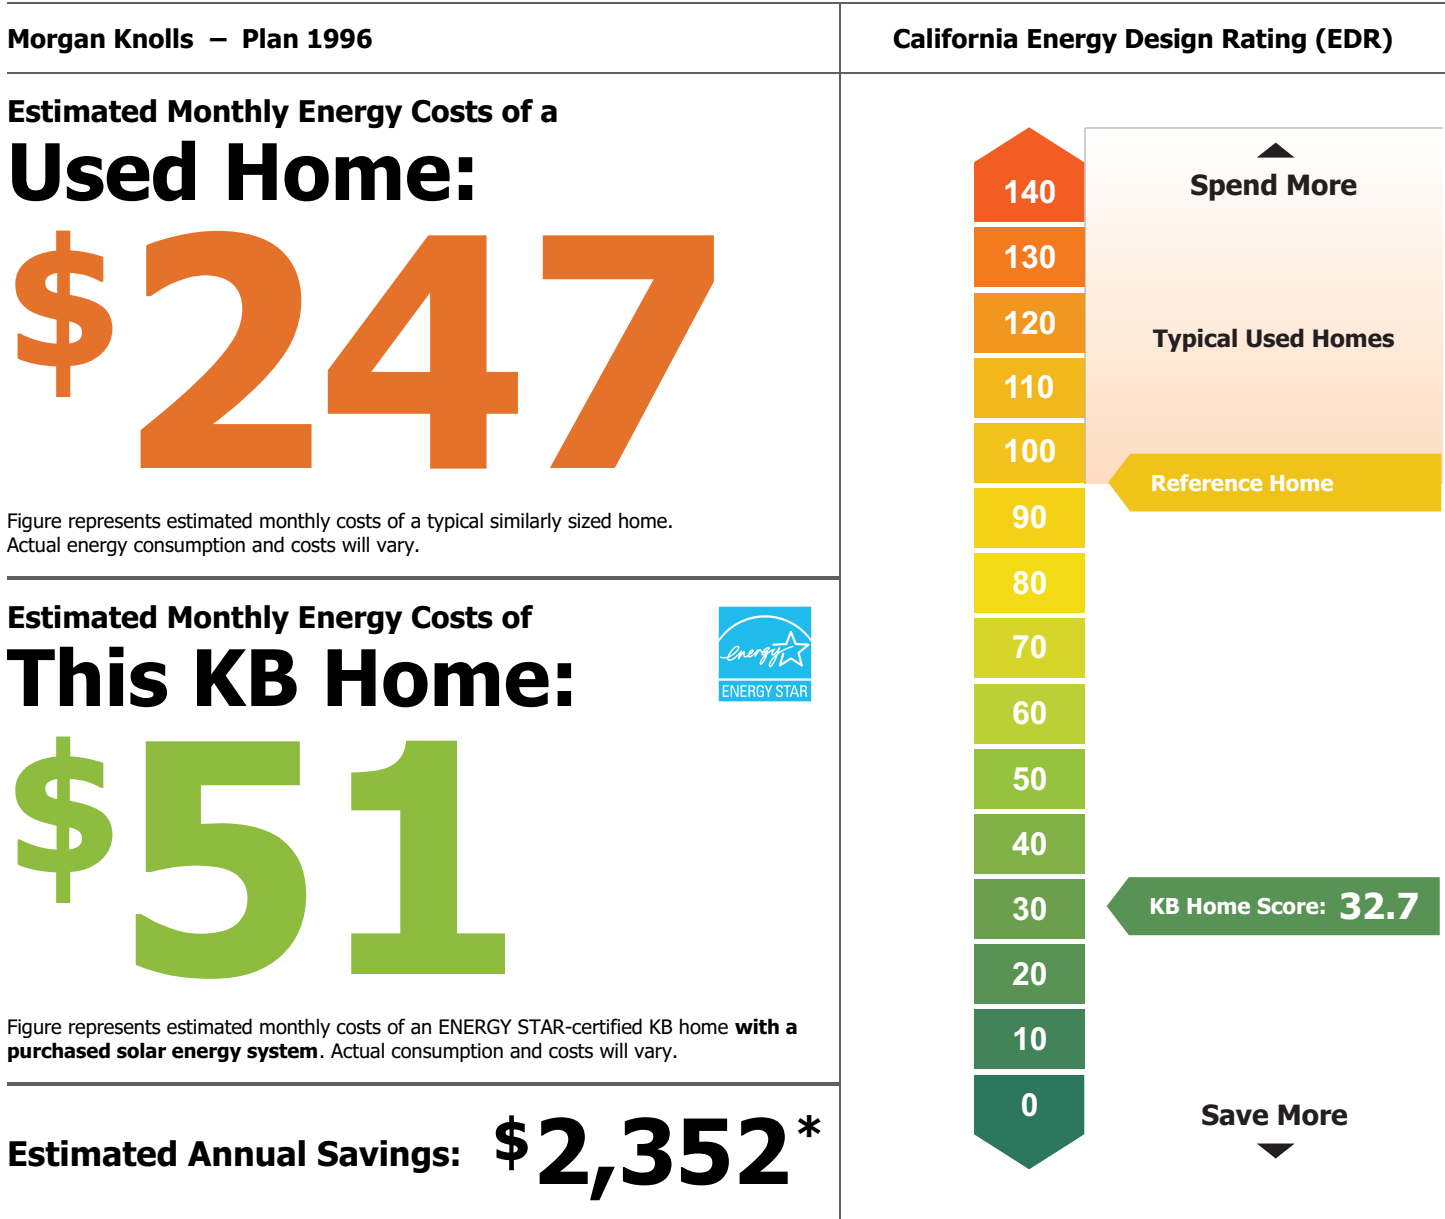 Morgan Knolls – Plan 1996
Estimated Monthly Energy Costs of a
Used Home:
$247
Figure represents estimated monthly costs of a typical similarly sized home.
Actual energy consumption and costs will vary.
Estimated Monthly Energy Costs of
This KB Home:
energy
ENERGY STAR
$51
Figure represents estimated monthly costs of an ENERGY STAR-certified KB home with a
purchased solar energy system. Actual consumption and costs will vary.
Estimated Annual Savings: $2,352*
California Energy Design Rating (EDR)
140
Spend More
130
120
Typical Used Homes
110
100
Reference Home
90
80
70
60
50
40
30
KB Home Score: 32.7
20
10
0
Save More